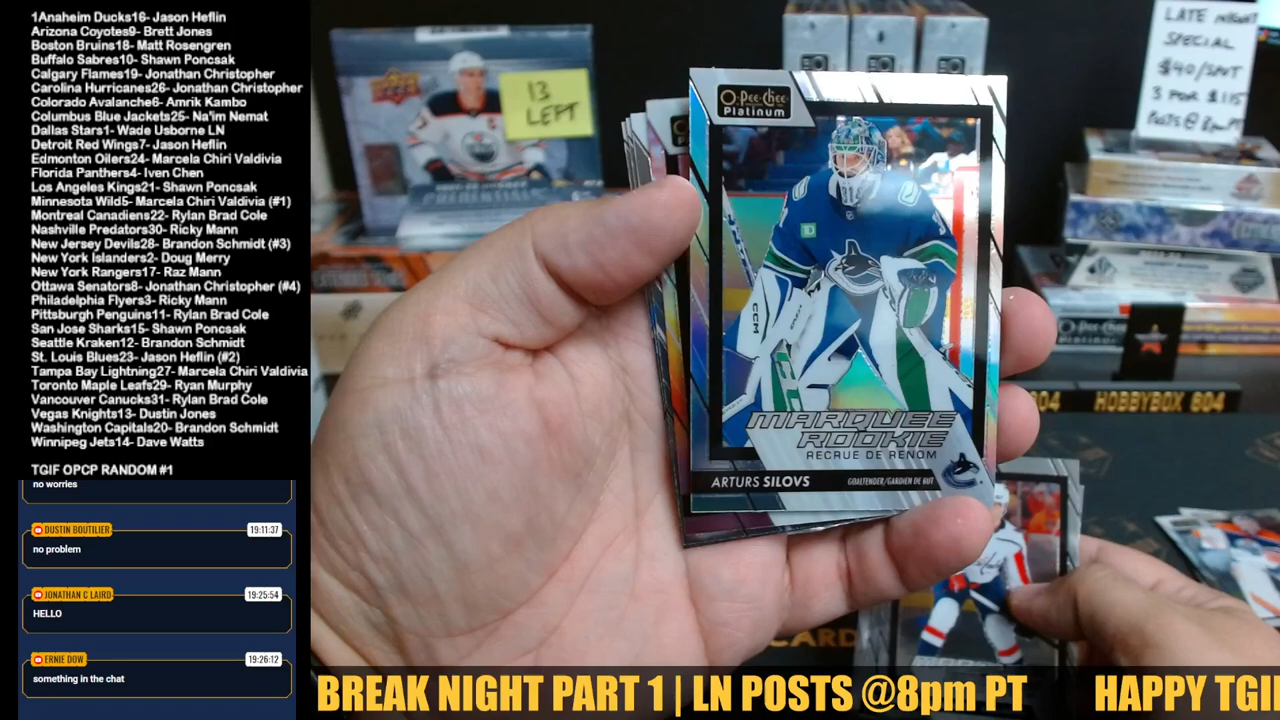 1Anaheim Ducks16- Jason Heflin
Arizona Coyotes9- Brett Jones
Boston Bruins18- Matt Rosengren
Buffalo Sabres10- Shawn Poncsak
Calgary Flames19- Jonathan Christopher
Carolina Hurricanes26- Jonathan Christopher
Colorado Avalanche6- Amrik Kambo
Columbus Blue Jackets25- Na'im Nemat
Dallas Stars1- Wade Usborne LN
Detroit Red Wings7- Jason Heflin
Edmonton Oilers24- Marcela Chiri Valdivia
Florida Panthers4- Iven Chen
Los Angeles Kings21- Shawn Poncsak
Minnesota Wild5- Marcela Chiri Valdivia (#1)
Montreal Canadiens22- Rylan Brad Cole
Nashville Predators30- Ricky Mann
New Jersey Devils28- Brandon Schmidt (#3)
New York Islanders2- Doug Merry
New York Rangers17- Raz Mann
Ottawa Senators8- Jonathan Christopher (#4)
Philadelphia Flyers3- Ricky Mann
Pittsburgh Penguins11- Rylan Brad Cole
San Jose Sharks15- Shawn Poncsak
Seattle Kraken12- Brandon Schmidt
St. Louis Blues23- Jason Heflin (#2)
Tampa Bay Lightning27- Marcela Chiri Valdivia
Toronto Maple Leafs29- Ryan Murphy
Vancouver Canucks31- Rylan Brad Cole
Vegas Knights13- Dustin Jones
Washington Capitals20- Brandon Schmidt
Winnipeg Jets14- Dave Watts
TGIF OPCP RANDOM #1
no worries
DUSTIN BOUTILIER 19:11:37
no problem
JONATHAN C LAIRD 19:25:54
HELLO
ERNIE DOW 19:26:12
something in the chat
13
LEFT
LATE NIGHT
SPECIAL
$40/SPOT
3 FOR $115
POSTS @ 8pm PT
O-Pee-Chee
Platinum
TD
CCM
MARQUEE
ROOKIE
RECRUE DE RENOM
ARTURS SILOVS GOALTENDER/GARDIEN DE BUT
04 HOBBYBOX 604
CARD
BREAK NIGHT PART 1 | LN POSTS @8pm PT HAPPY TGI